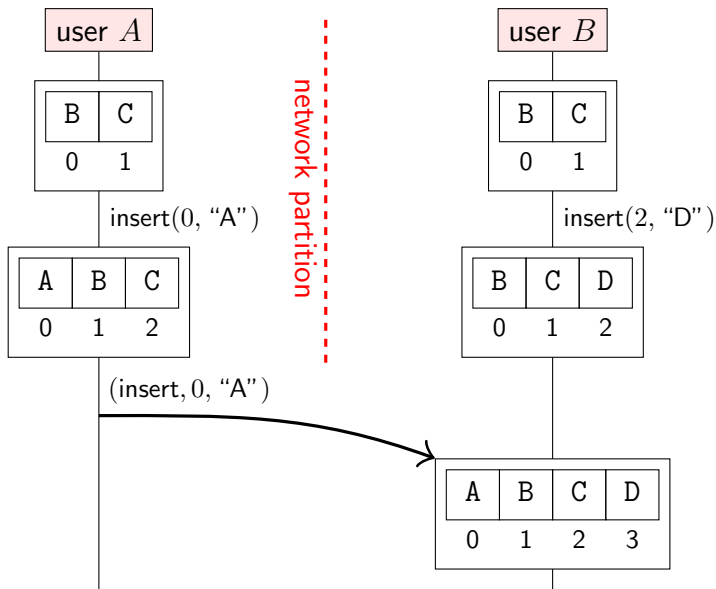 user A
user B
B C
0 1
B C
0 1
network partition
insert(0, “A”)
insert(2, “D”)
A B C
0 1 2
B C D
0 1 2
(insert, 0, “A”)
A B C D
0 1 2 3